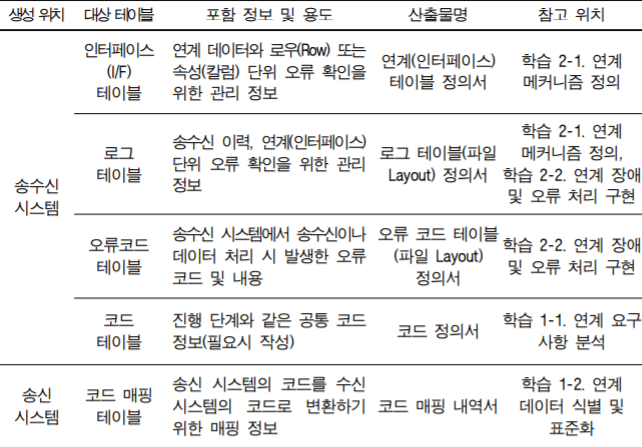 생성 위치 대상 테이블 포함 정보 및 용도 산출물명 참고 위치
송수신
시스템
인터페이스
(I/F)
테이블
연계 데이터와 로우(Row) 또는
속성(칼럼) 단위 오류 확인을
위한 관리 정보
연계(인터페이스)
테이블 정의서
학습 2-1. 연계
메커니즘 정의
로그
테이블
송수신 이력, 연계(인터페이스)
단위 오류 확인을 위한 관리
정보
로그 테이블(파일
Layout) 정의서
학습 2-1. 연계
메커니즘 정의,
학습 2-2. 연계 장애
및 오류 처리 구현
오류코드
테이블
송수신 시스템에서 송수신이나
데이터 처리 시 발생한 오류
코드 및 내용
오류 코드 테이블
(파일 Layout)
정의서
학습 2-2. 연계 장애
및 오류 처리 구현
코드
테이블
진행 단계와 같은 공통 코드
정보(필요시 작성)
코드 정의서
학습 1-1. 연계 요구
사항 분석
송신
시스템
코드 매핑
테이블
송신 시스템의 코드를 수신
시스템의 코드로 변환하기
위한 매핑 정보
코드 매핑 내역서
학습 1-2. 연계
데이터 식별 및
표준화